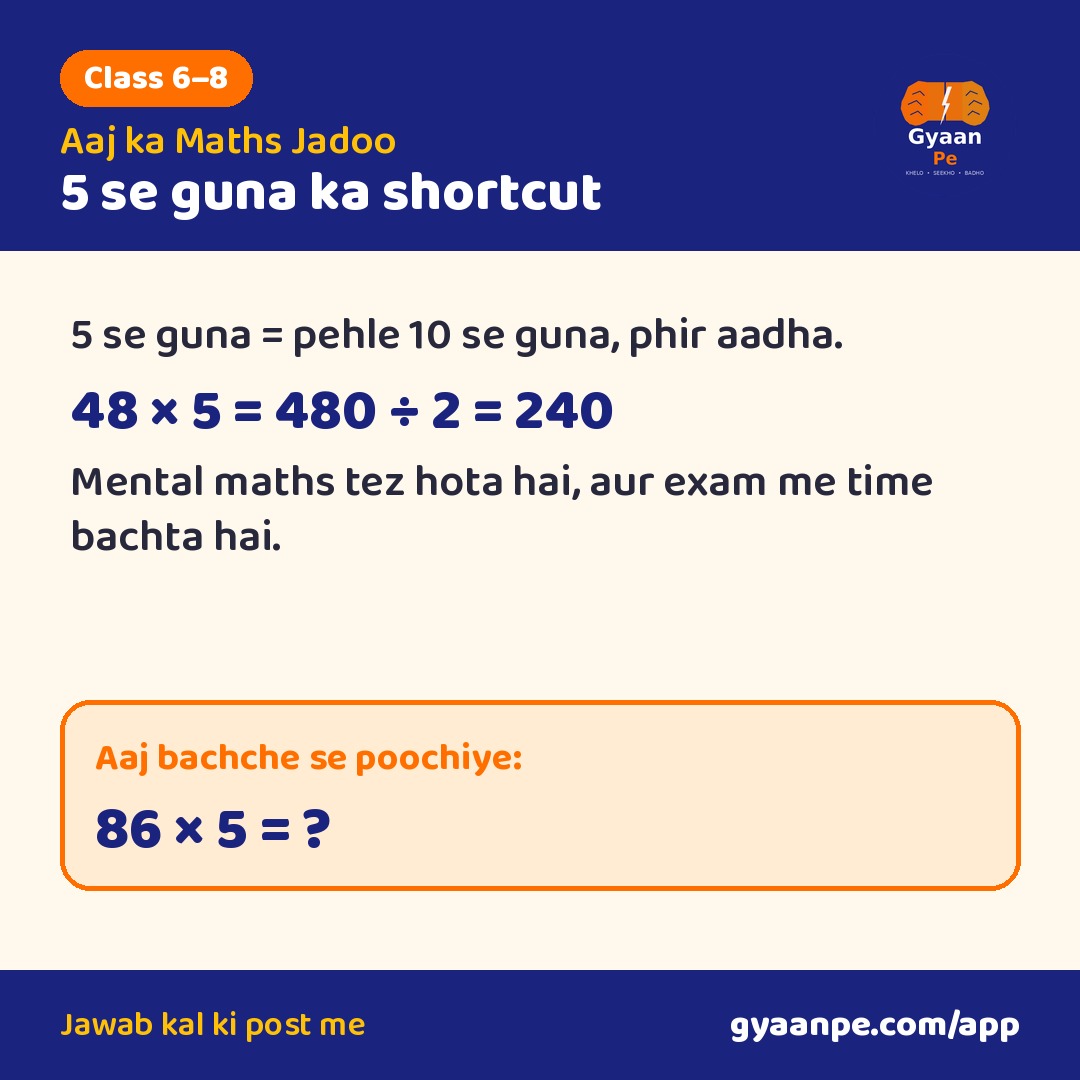 Class 6–8
Aaj ka Maths Jadoo
5 se guna ka shortcut
Gyaan
Pe
KHELO • SEEKHO • BADHO
5 se guna = pehle 10 se guna, phir aadha.
48 × 5 = 480 ÷ 2 = 240
Mental maths tez hota hai, aur exam me time
bachta hai.
Aaj bachche se poochiye:
86 × 5 = ?
Jawab kal ki post me
gyaanpe.com/app